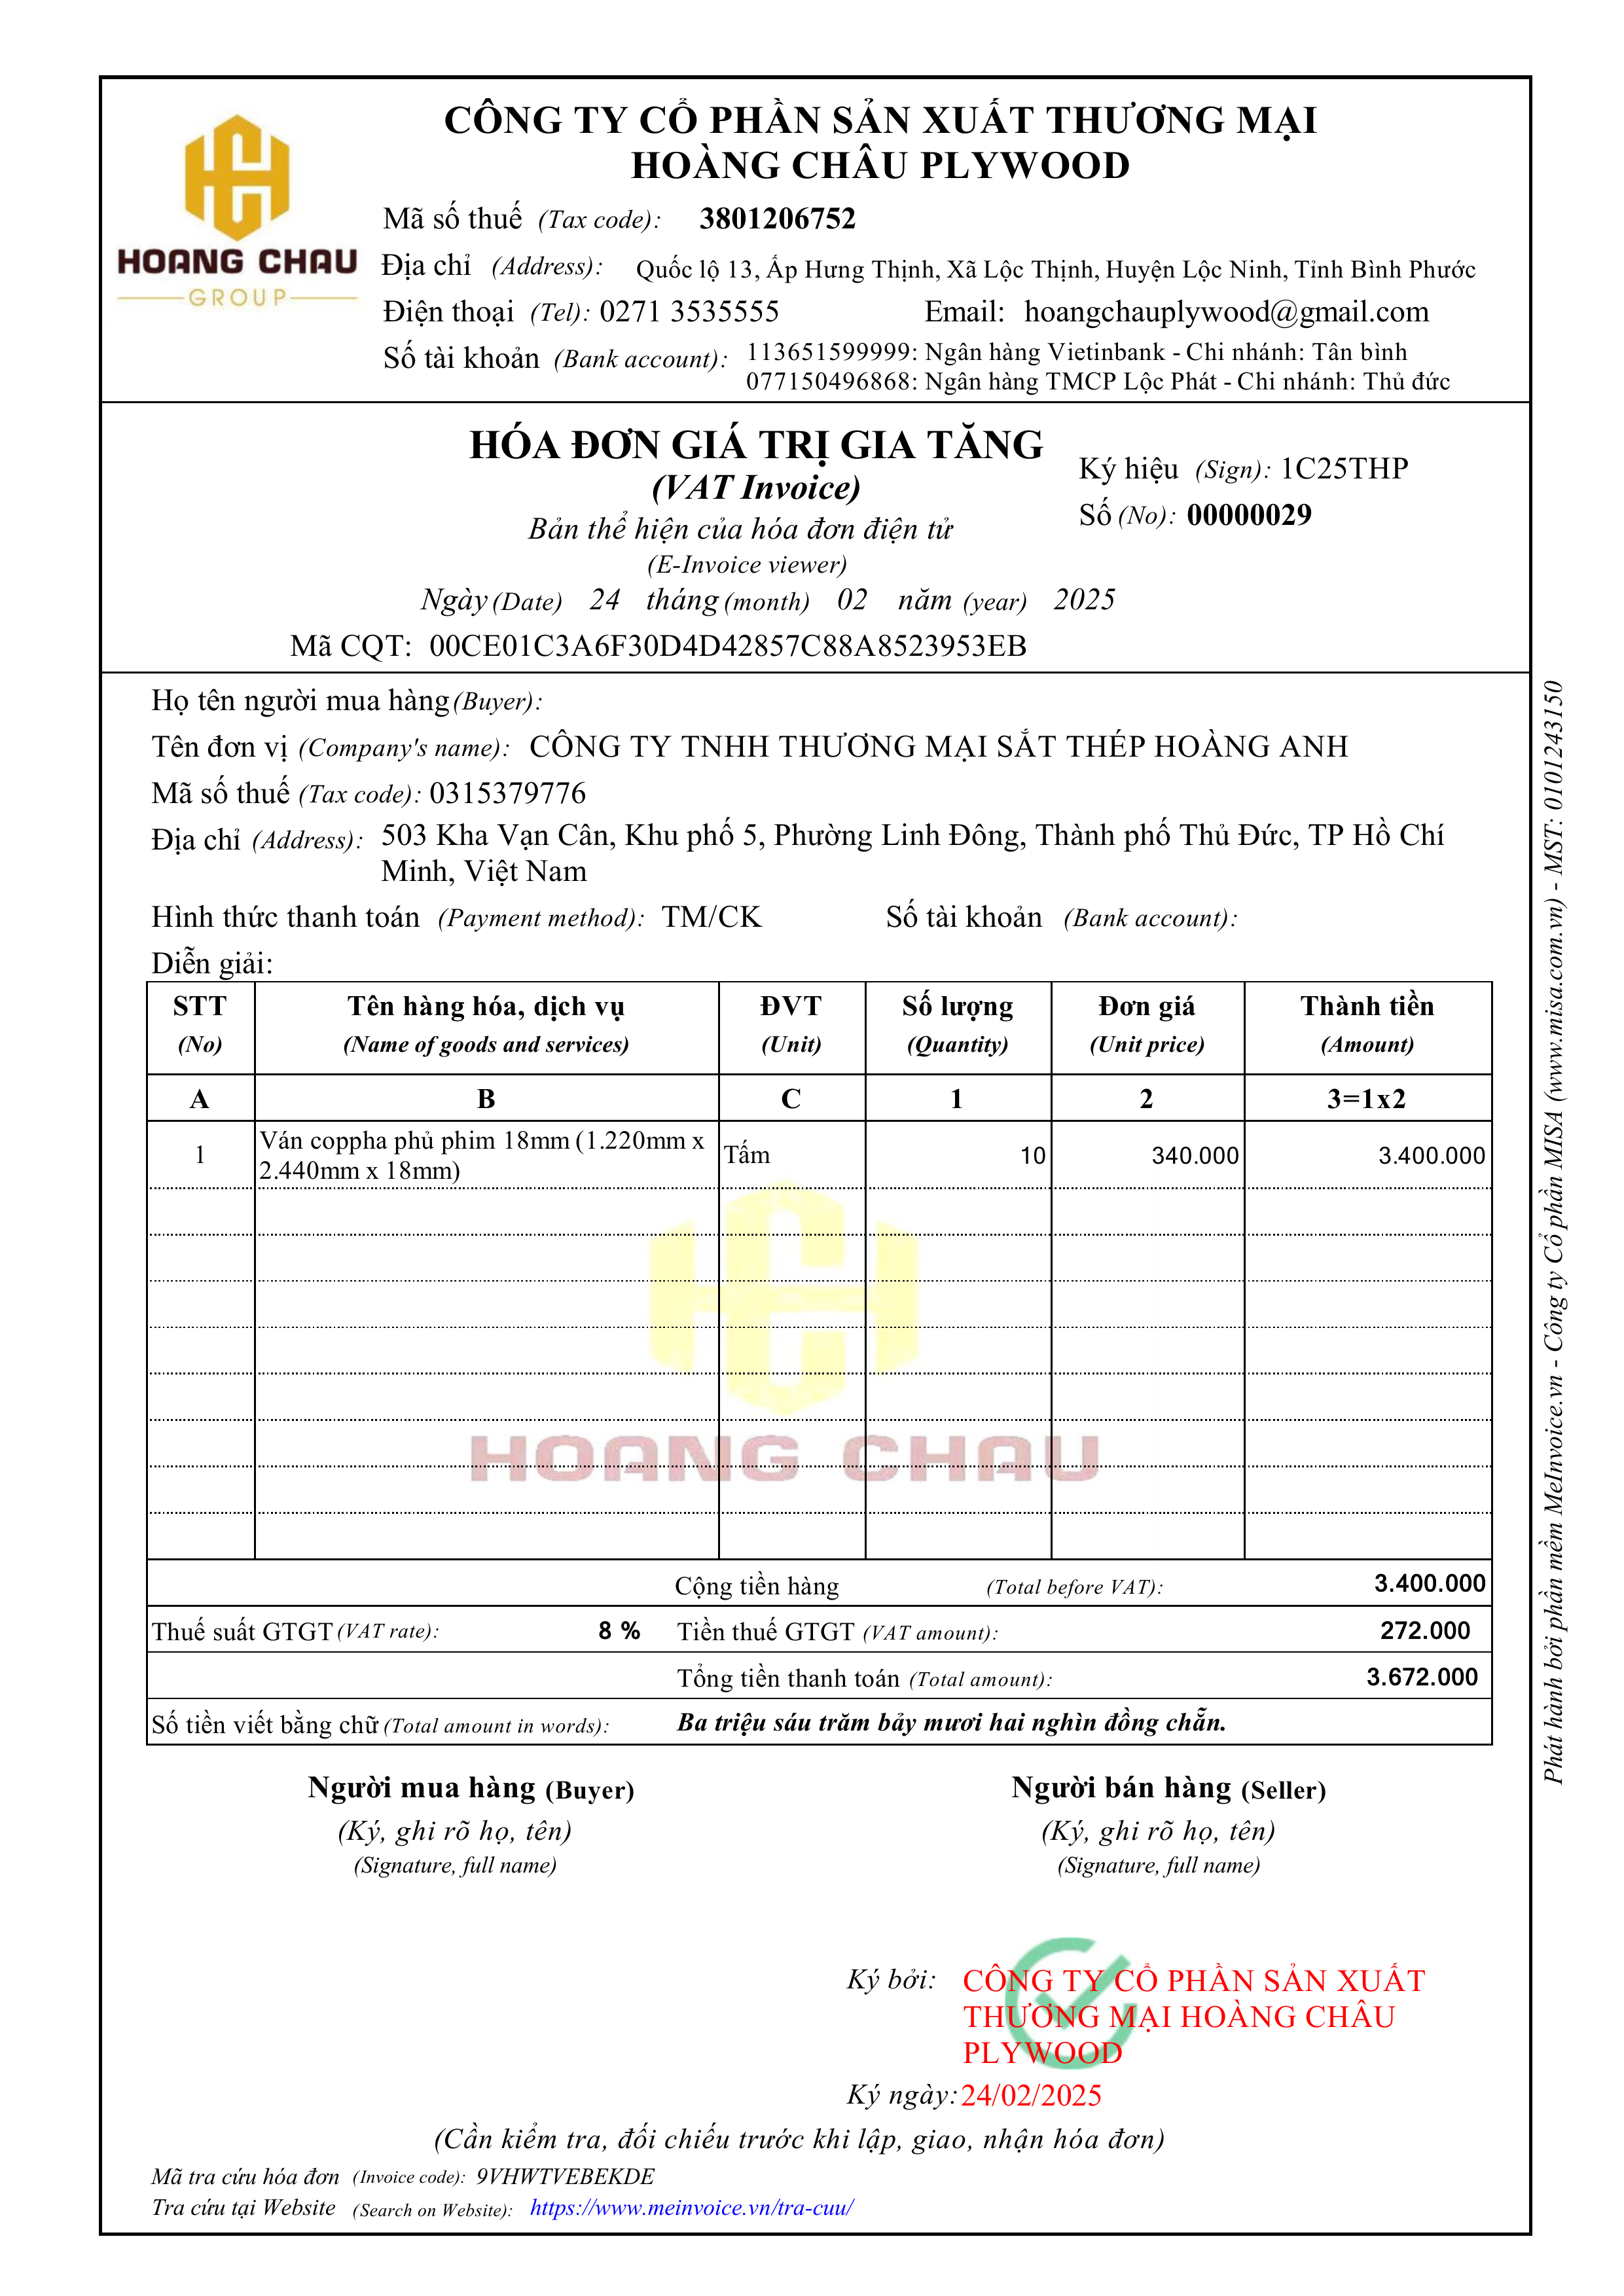 CÔNG TY CỔ PHẦN SẢN XUẤT THƯƠNG MẠI
HOÀNG CHÂU PLYWOOD
HOANG CHAU
GROUP
Mã số thuế (Tax code): 3801206752
Địa chỉ (Address): Quốc lộ 13, Ấp Hưng Thịnh, Xã Lộc Thịnh, Huyện Lộc Ninh, Tỉnh Bình Phước
Điện thoại (Tel): 0271 3535555 Email: hoangchauplywood@gmail.com
Số tài khoản (Bank account): 113651599999: Ngân hàng Vietinbank - Chi nhánh: Tân bình
077150496868: Ngân hàng TMCP Lộc Phát - Chi nhánh: Thủ đức
HÓA ĐƠN GIÁ TRỊ GIA TĂNG
(VAT Invoice)
Ký hiệu (Sign): 1C25THP
Số (No): 00000029
Bản thể hiện của hóa đơn điện tử
(E-Invoice viewer)
Ngày (Date) 24 tháng (month) 02 năm (year) 2025
Mã CQT: 00CE01C3A6F30D4D42857C88A8523953EB
Họ tên người mua hàng (Buyer):
Tên đơn vị (Company's name): CÔNG TY TNHH THƯƠNG MẠI SẮT THÉP HOÀNG ANH
Mã số thuế (Tax code): 0315379776
Địa chỉ (Address): 503 Kha Vạn Cân, Khu phố 5, Phường Linh Đông, Thành phố Thủ Đức, TP Hồ Chí
Minh, Việt Nam
Hình thức thanh toán (Payment method): TM/CK Số tài khoản (Bank account):
Diễn giải:
STT Tên hàng hóa, dịch vụ ĐVT Số lượng Đơn giá Thành tiền
(No) (Name of goods and services) (Unit) (Quantity) (Unit price) (Amount)
A B C 1 2 3=1x2
1 Ván coppha phủ phim 18mm (1.220mm x 2.440mm x 18mm) Tấm 10 340.000 3.400.000
HOANG CHAU
Cộng tiền hàng (Total before VAT): 3.400.000
Thuế suất GTGT (VAT rate): 8 % Tiền thuế GTGT (VAT amount): 272.000
Tổng tiền thanh toán (Total amount): 3.672.000
Số tiền viết bằng chữ (Total amount in words): Ba triệu sáu trăm bảy mươi hai nghìn đồng chẵn.
Người mua hàng (Buyer) Người bán hàng (Seller)
(Ký, ghi rõ họ, tên) (Ký, ghi rõ họ, tên)
(Signature, full name) (Signature, full name)
Ký bởi: CÔNG TY CỔ PHẦN SẢN XUẤT
THƯƠNG MẠI HOÀNG CHÂU
PLYWOOD
Ký ngày: 24/02/2025
(Cần kiểm tra, đối chiếu trước khi lập, giao, nhận hóa đơn)
Mã tra cứu hóa đơn (Invoice code): 9VHWTVEBEKDE
Tra cứu tại Website (Search on Website): https://www.meinvoice.vn/tra-cuu/
Phát hành bởi phần mềm MeInvoice.vn - Công ty Cổ phần MISA (www.misa.com.vn) - MST: 0101243150